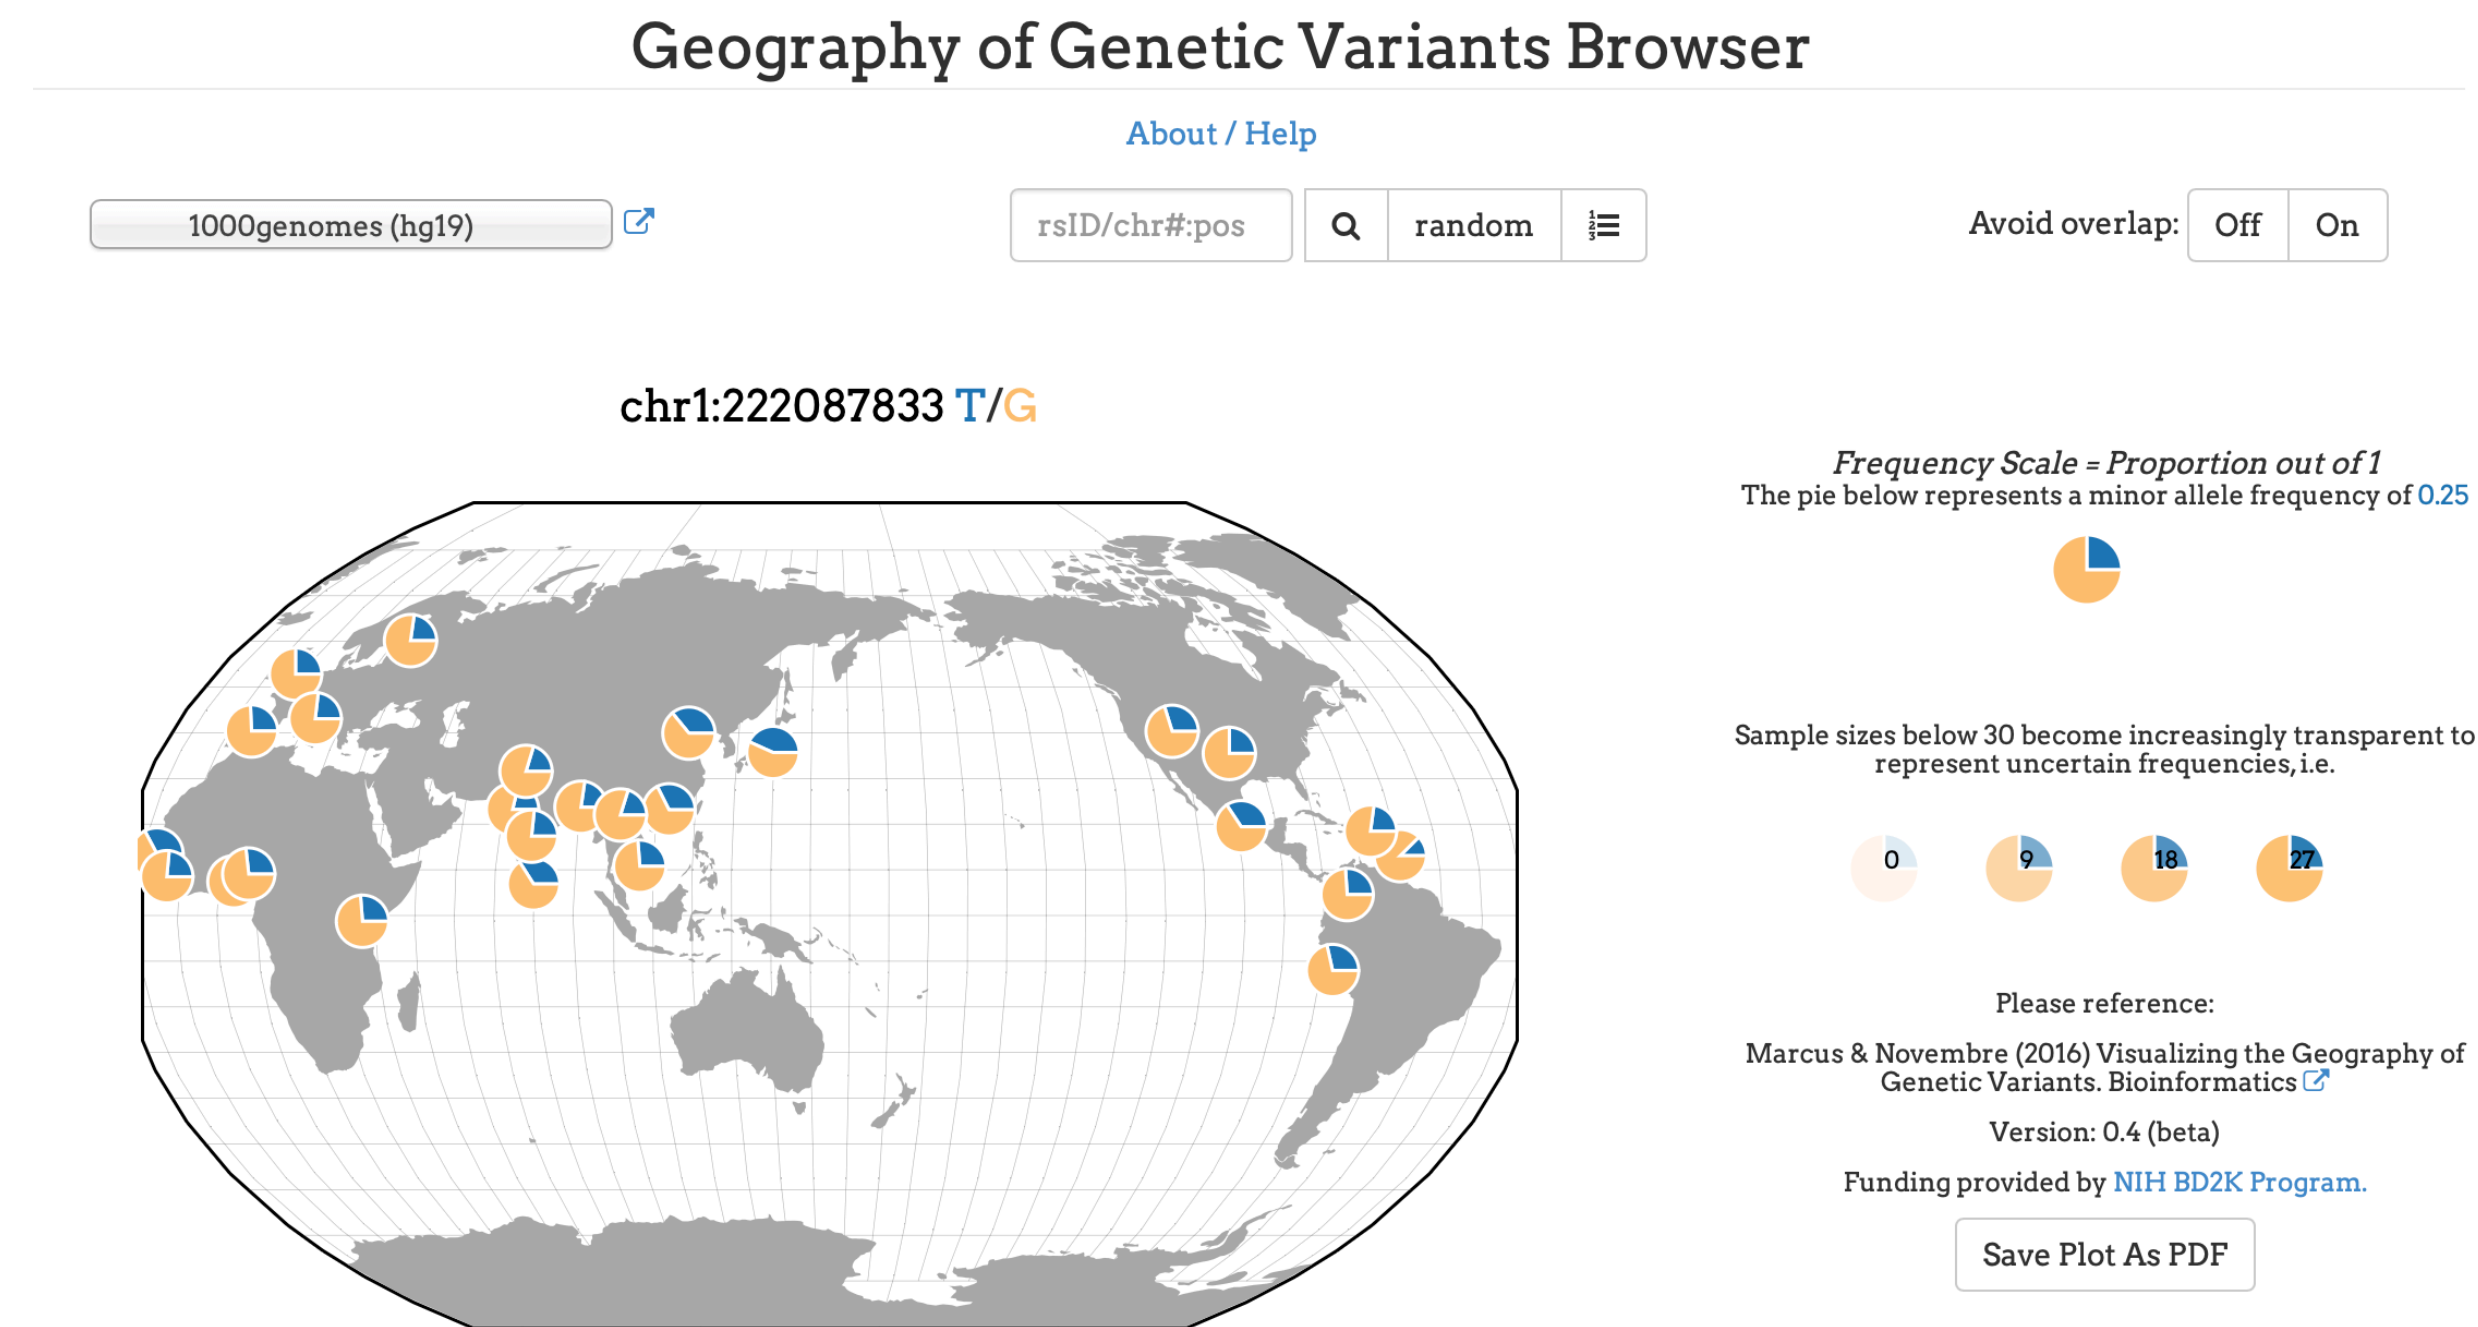 Geography of Genetic Variants Browser
About / Help
1000genomes (hg19)
rsID/chr#:pos
random
1
2
3
Avoid overlap:
Off
On
chr1:222087833 T/G
Frequency Scale = Proportion out of 1
The pie below represents a minor allele frequency of 0.25
Sample sizes below 30 become increasingly transparent to
represent uncertain frequencies, i.e.
0
9
18
27
Please reference:
Marcus & Novembre (2016) Visualizing the Geography of
Genetic Variants. Bioinformatics
Version: 0.4 (beta)
Funding provided by NIH BD2K Program.
Save Plot As PDF